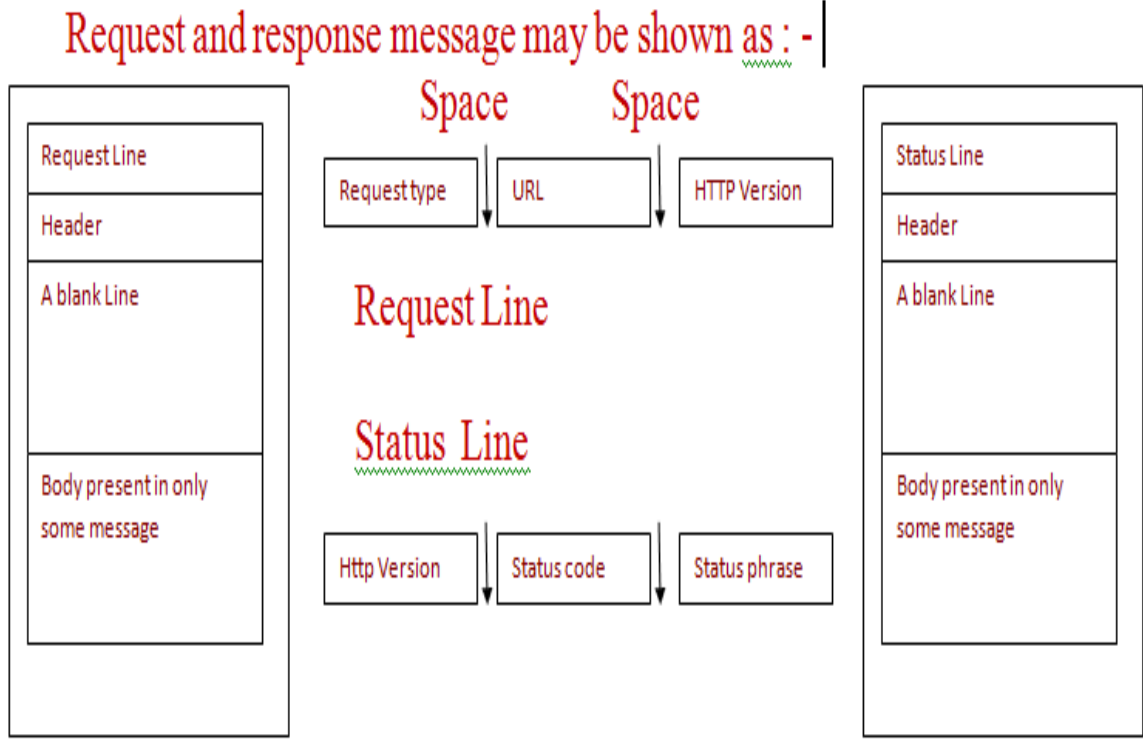 Request and response message may be shown as : -
Space Space
Request Line
Header
A blank Line
Body present in only
some message
Request type URL HTTP Version
Request Line
Status Line
Http Version Status code Status phrase
Status Line
Header
A blank Line
Body present in only
some message